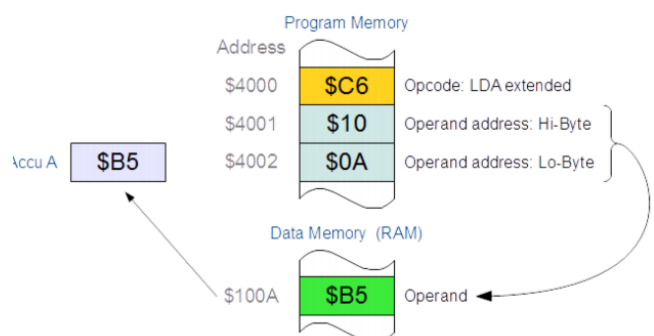 Program Memory
Address
$4000 $C6 Opcode: LDA extended
$4001 $10 Operand address: Hi-Byte
Accu A $B5 $4002 $0A Operand address: Lo-Byte
Data Memory (RAM)
$100A $B5 Operand